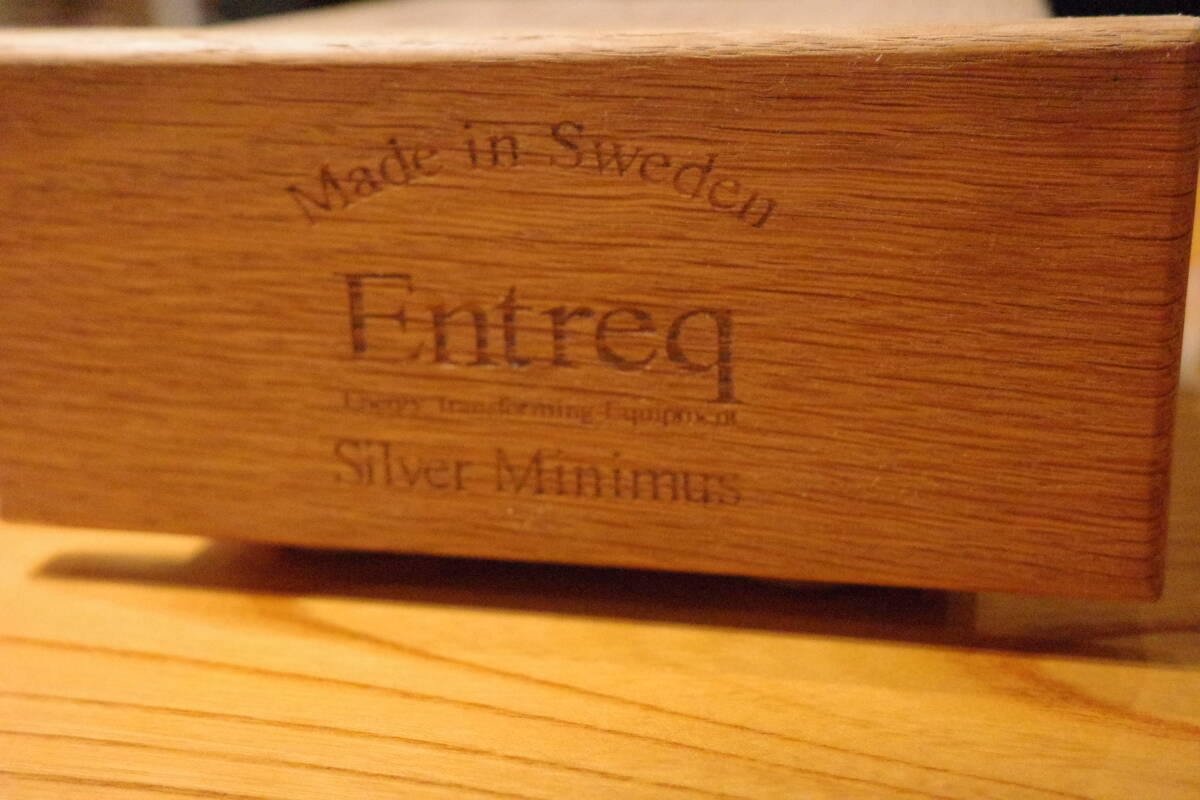 Made in Sweden
Entreq
Energy Transforming Equipment
Silver Minimus